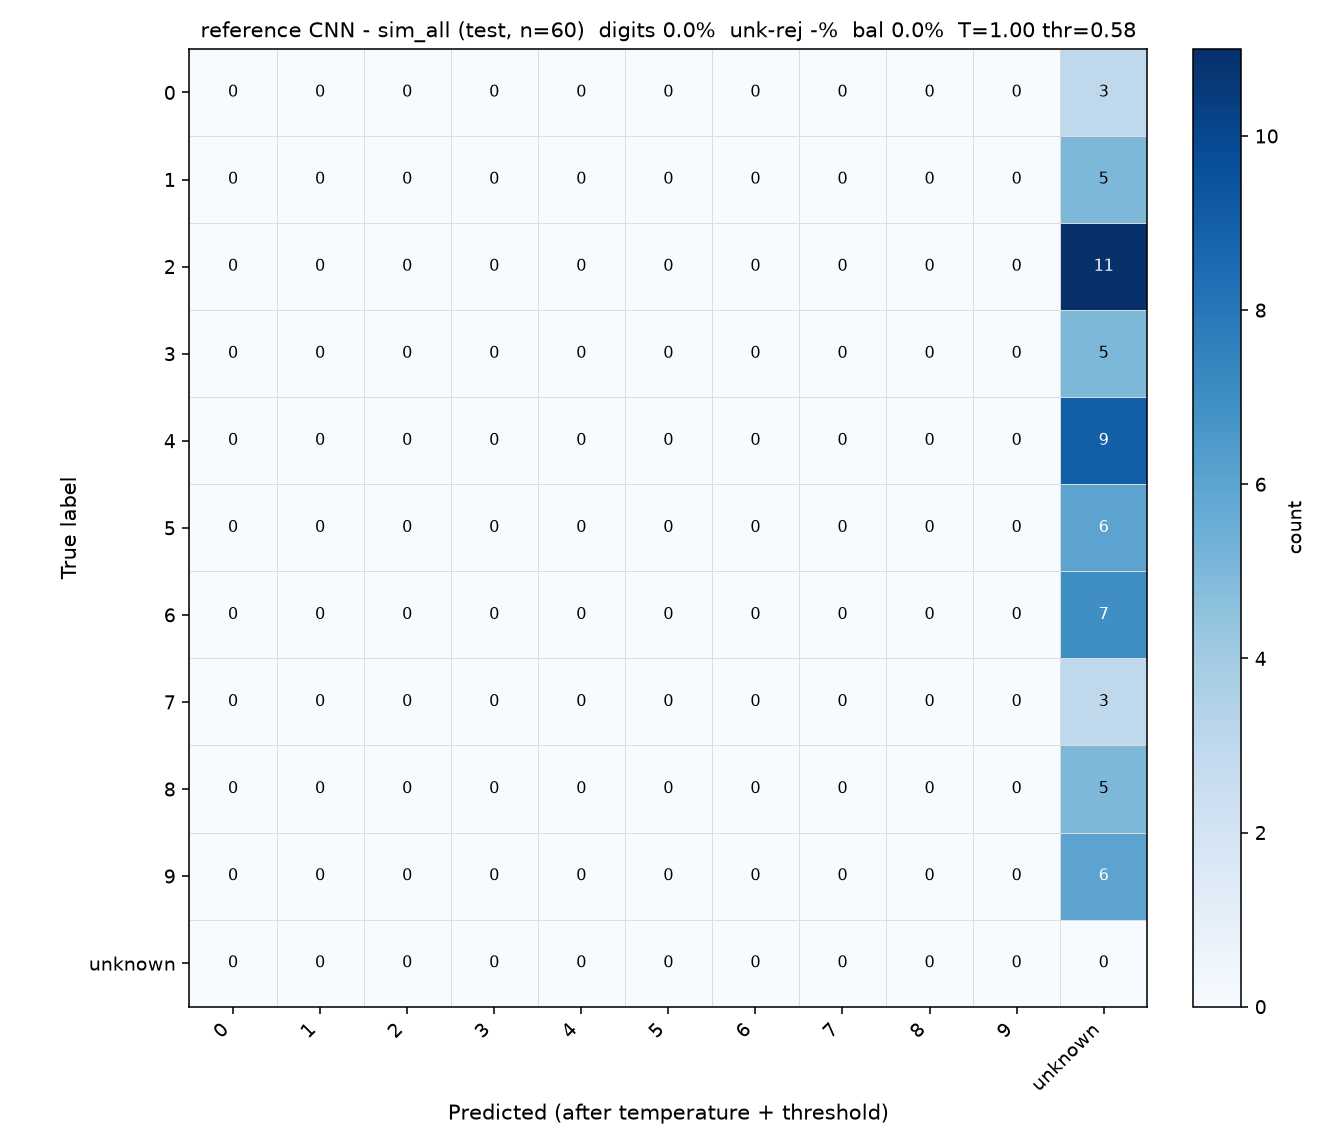 reference CNN - sim_all (test, n=60)  digits 0.0%  unk-rej -%  bal 0.0%  T=1.00 thr=0.58
True label
0 0 0 0 0 0 0 0 0 0 0 3
1 0 0 0 0 0 0 0 0 0 0 5
2 0 0 0 0 0 0 0 0 0 0 11
3 0 0 0 0 0 0 0 0 0 0 5
4 0 0 0 0 0 0 0 0 0 0 9
5 0 0 0 0 0 0 0 0 0 0 6
6 0 0 0 0 0 0 0 0 0 0 7
7 0 0 0 0 0 0 0 0 0 0 3
8 0 0 0 0 0 0 0 0 0 0 5
9 0 0 0 0 0 0 0 0 0 0 6
unknown 0 0 0 0 0 0 0 0 0 0 0
0 1 2 3 4 5 6 7 8 9 unknown
Predicted (after temperature + threshold)
10
8
6
4
2
0
count